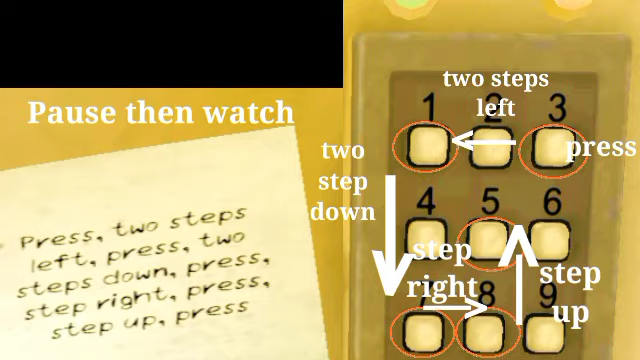 Pause then watch
Press, two steps
left, press, two
steps down, press,
step right, press,
step up, press
two steps
left
press
two
step
down
step
right
step
up
1 2 3
4 5 6
7 8 9